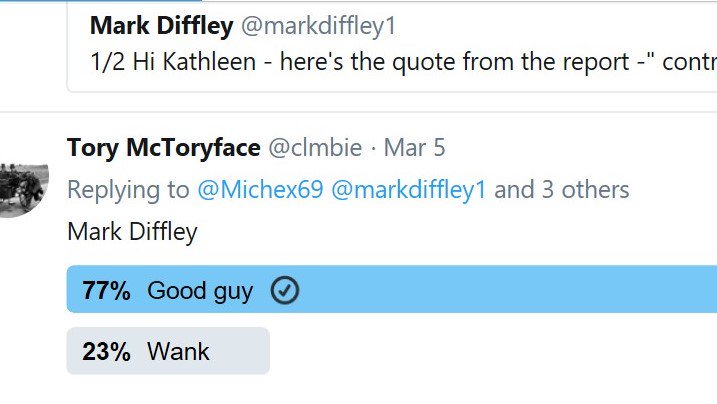 Mark Diffley @markdiffley1
1/2 Hi Kathleen - here's the quote from the report -" contr
Tory McToryface @clmbie · Mar 5
Replying to @Michex69 @markdiffley1 and 3 others
Mark Diffley
77% Good guy
23% Wank